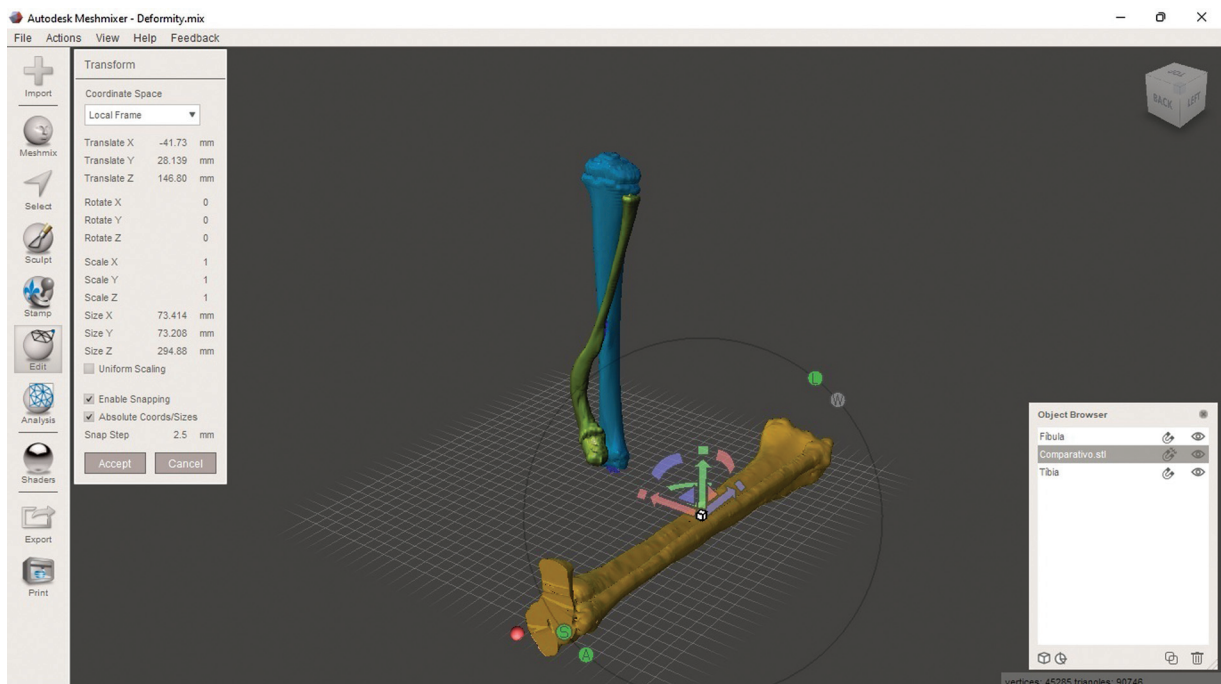 Autodesk Meshmixer - Deformity.mix
File Actions View Help Feedback
Import
Meshmix
Select
Sculpt
Stamp
Edit
Analysis
Shaders
Export
Print
Transform
Coordinate Space
Local Frame
Translate X -41.73 mm
Translate Y 28.139 mm
Translate Z 146.80 mm
Rotate X 0
Rotate Y 0
Rotate Z 0
Scale X 1
Scale Y 1
Scale Z 1
Size X 73.414 mm
Size Y 73.208 mm
Size Z 294.88 mm
Uniform Scaling
Enable Snapping
Absolute Coords/Sizes
Snap Step 2.5 mm
Accept Cancel
TOP
BACK LEFT
L
W
S
A
Object Browser
Fíbula
Comparativo.stl
Tíbia
vertices: 45285 triangles: 90746